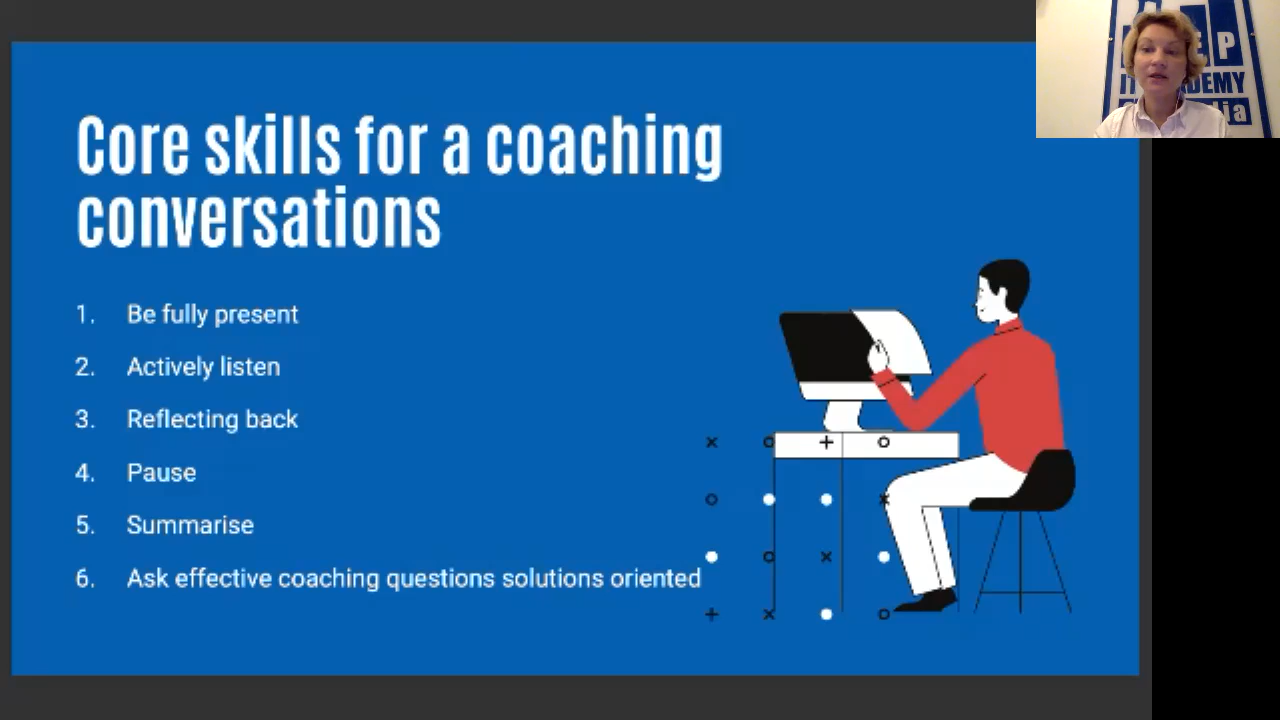 Core skills for a coaching
conversations
1. Be fully present
2. Actively listen
3. Reflecting back
4. Pause
5. Summarise
6. Ask effective coaching questions solutions oriented